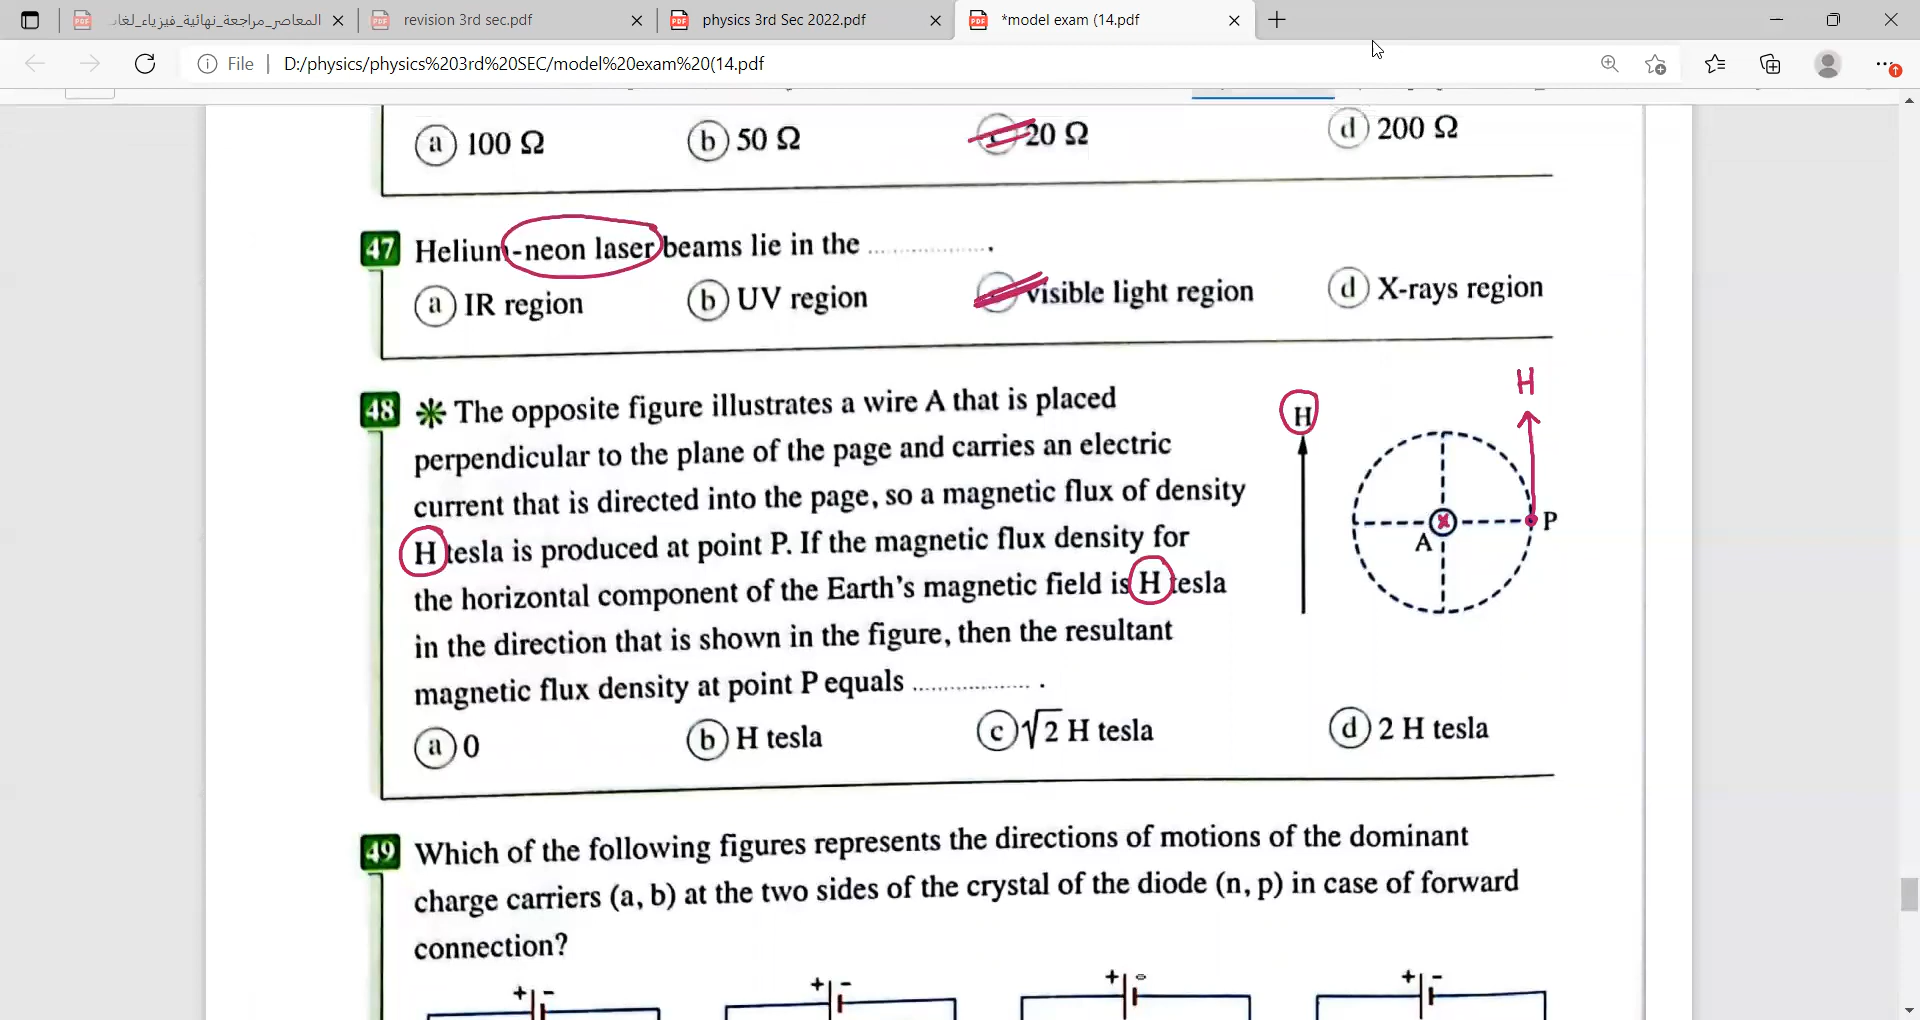 المعاصر_مراجعة_نهائية_فيزياء_لغات
revision 3rd sec.pdf
physics 3rd Sec 2022.pdf
*model exam (14.pdf
File
D:/physics/physics%203rd%20SEC/model%20exam%20(14.pdf
a 100 Ω b 50 Ω 20 Ω d 200 Ω
47 Helium-neon laser beams lie in the ............... .
a IR region b UV region visible light region d X-rays region
48 ✳ The opposite figure illustrates a wire A that is placed
perpendicular to the plane of the page and carries an electric
current that is directed into the page, so a magnetic flux of density
H tesla is produced at point P. If the magnetic flux density for
the horizontal component of the Earth's magnetic field is H tesla
in the direction that is shown in the figure, then the resultant
magnetic flux density at point P equals ............... .
H
H
A
P
a 0 b H tesla c √2 H tesla d 2 H tesla
49 Which of the following figures represents the directions of motions of the dominant
charge carriers (a, b) at the two sides of the crystal of the diode (n, p) in case of forward
connection?
+ - + - + + -